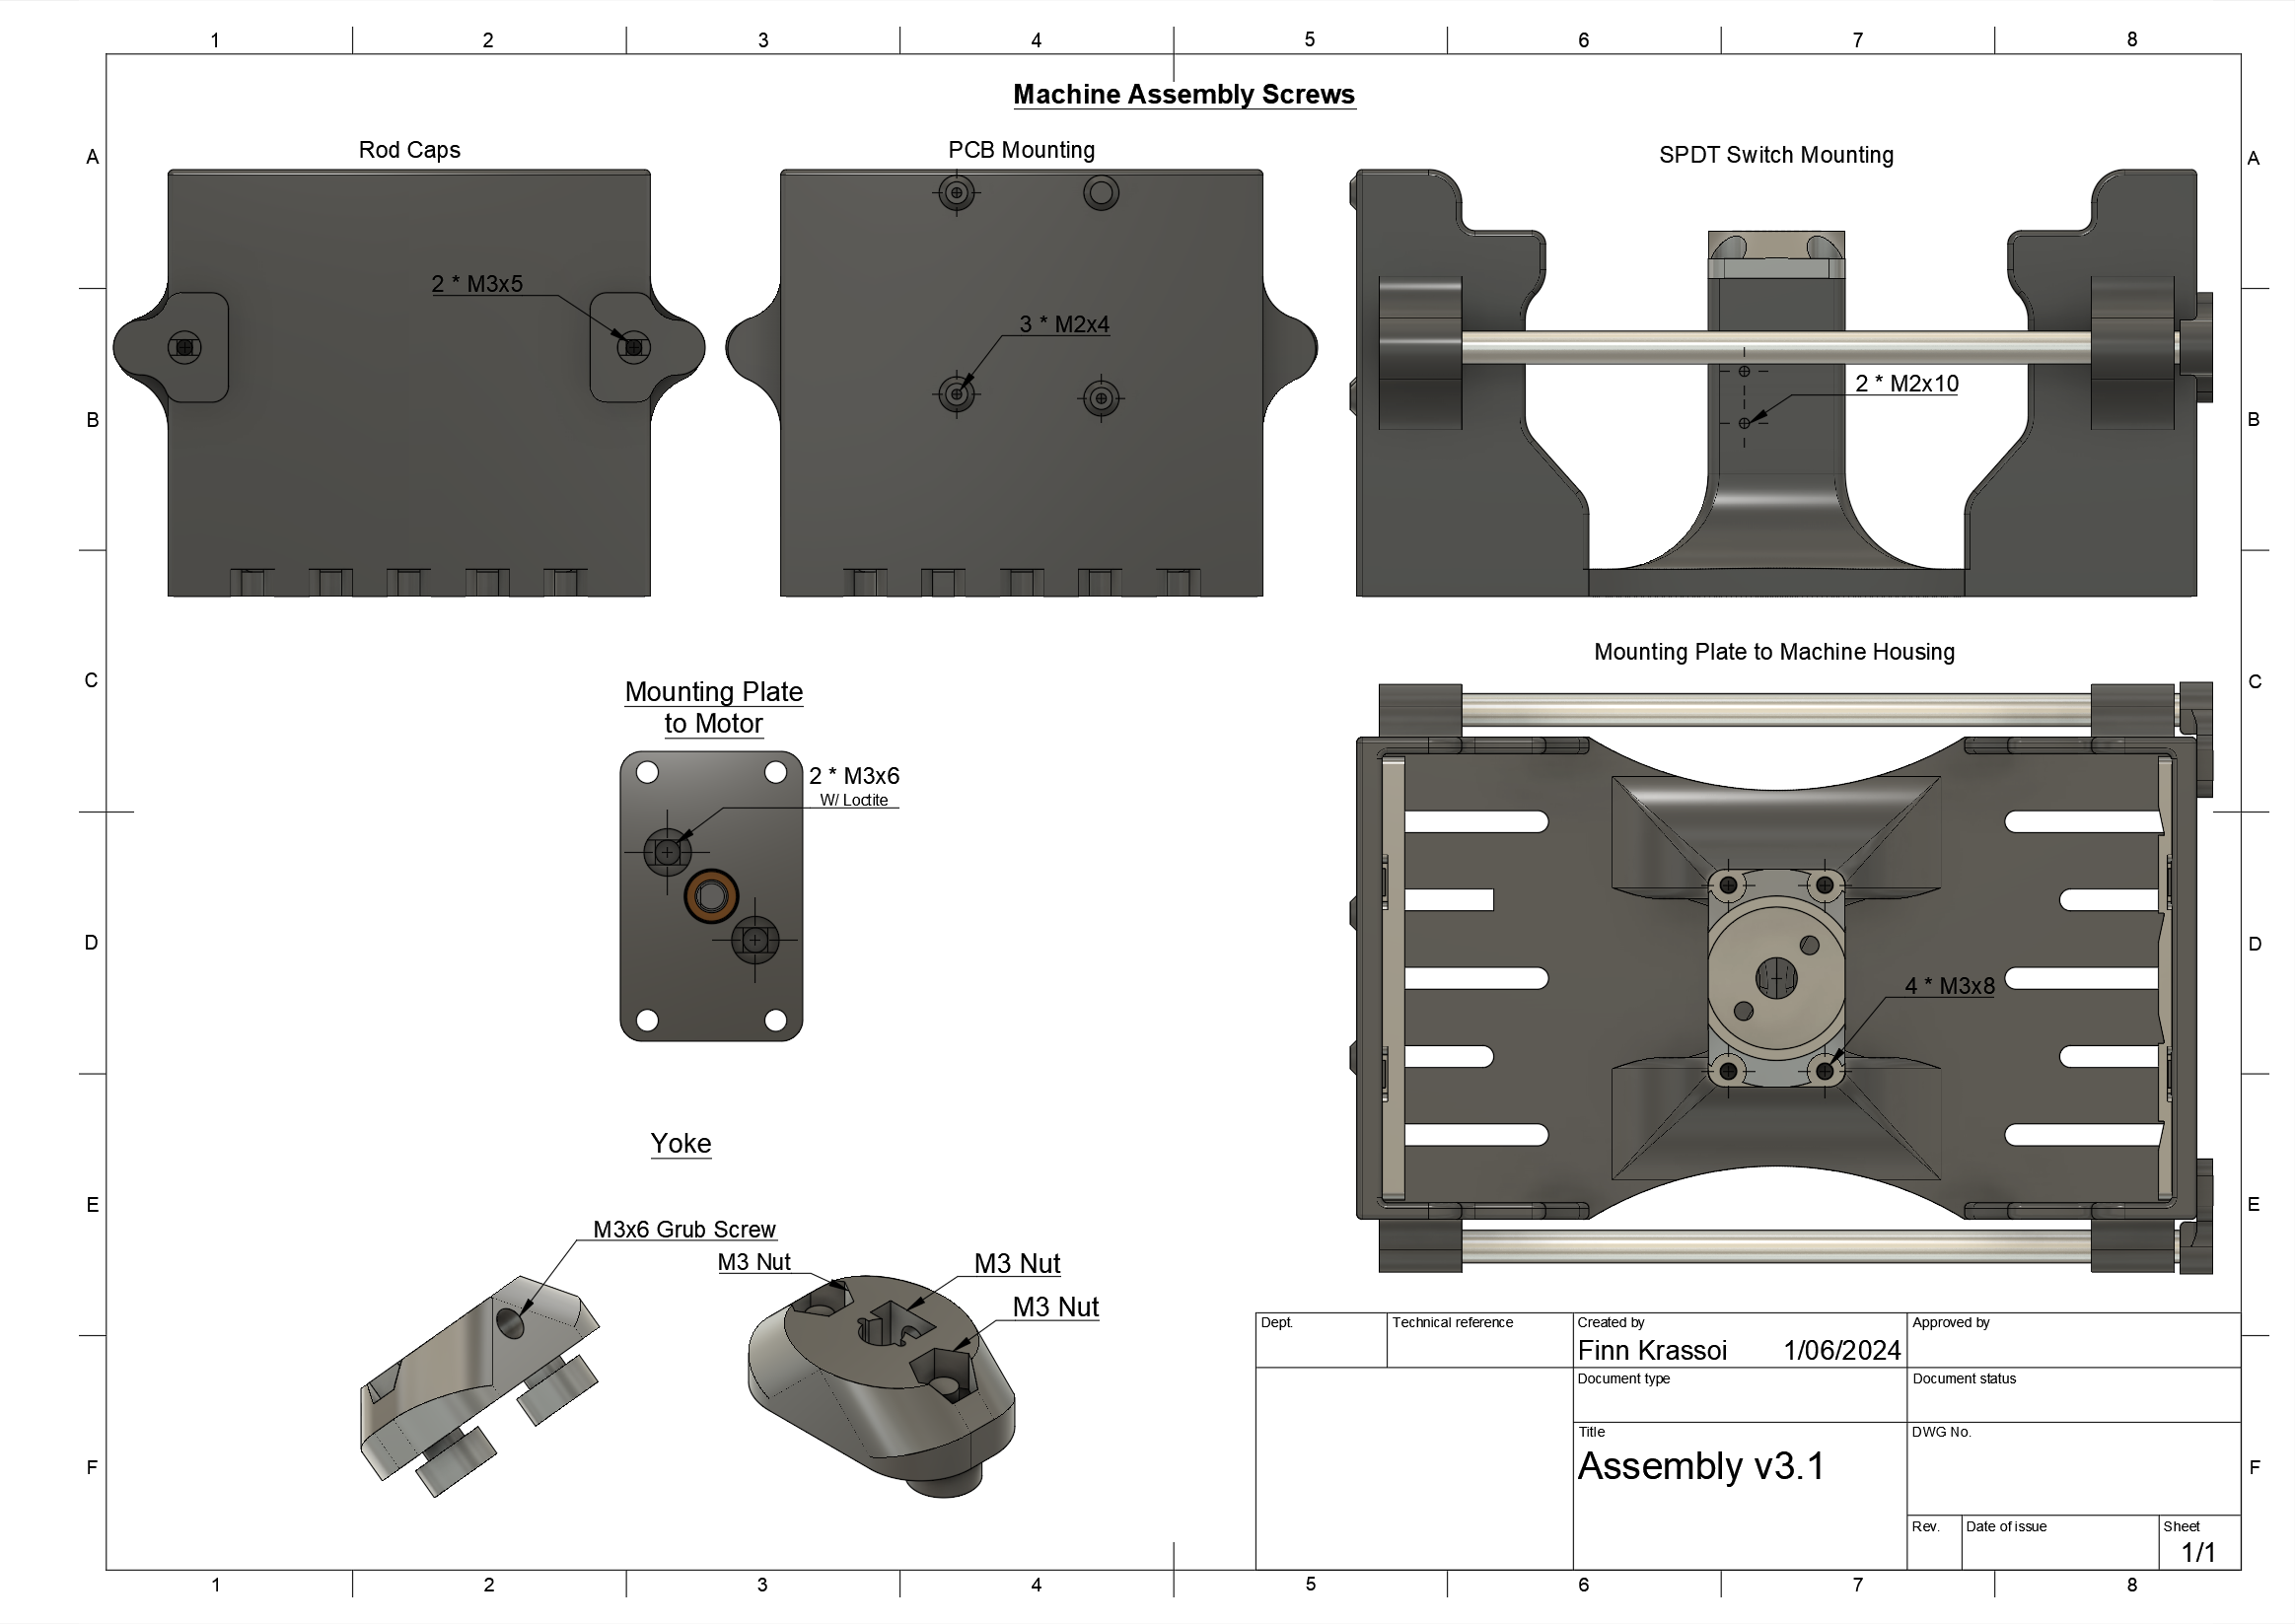 1 2 3 4 5 6 7 8
Machine Assembly Screws
A
Rod Caps
PCB Mounting
SPDT Switch Mounting
A
2 * M3x5
3 * M2x4
2 * M2x10
B
B
Mounting Plate to Machine Housing
C
C
Mounting Plate
to Motor
2 * M3x6
W/ Loctite
D
D
4 * M3x8
Yoke
E
E
M3x6 Grub Screw
M3 Nut
M3 Nut
M3 Nut
Dept.
Technical reference
Created by
Finn Krassoi 1/06/2024
Approved by
Document type
Document status
Title
Assembly v3.1
DWG No.
F
F
Rev.
Date of issue
Sheet
1/1
1 2 3 4 5 6 7 8